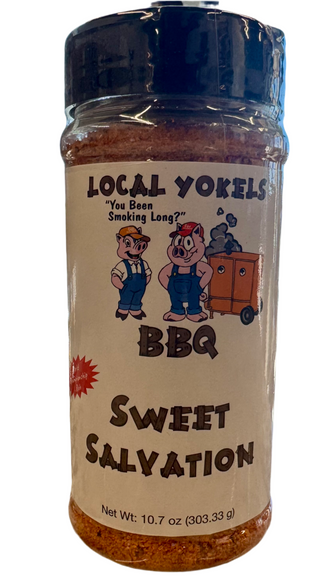 LOCAL YOKELS
"You Been
Smoking Long?"
BBQ
SWEET
SALVATION
Net Wt: 10.7 oz (303.33 g)